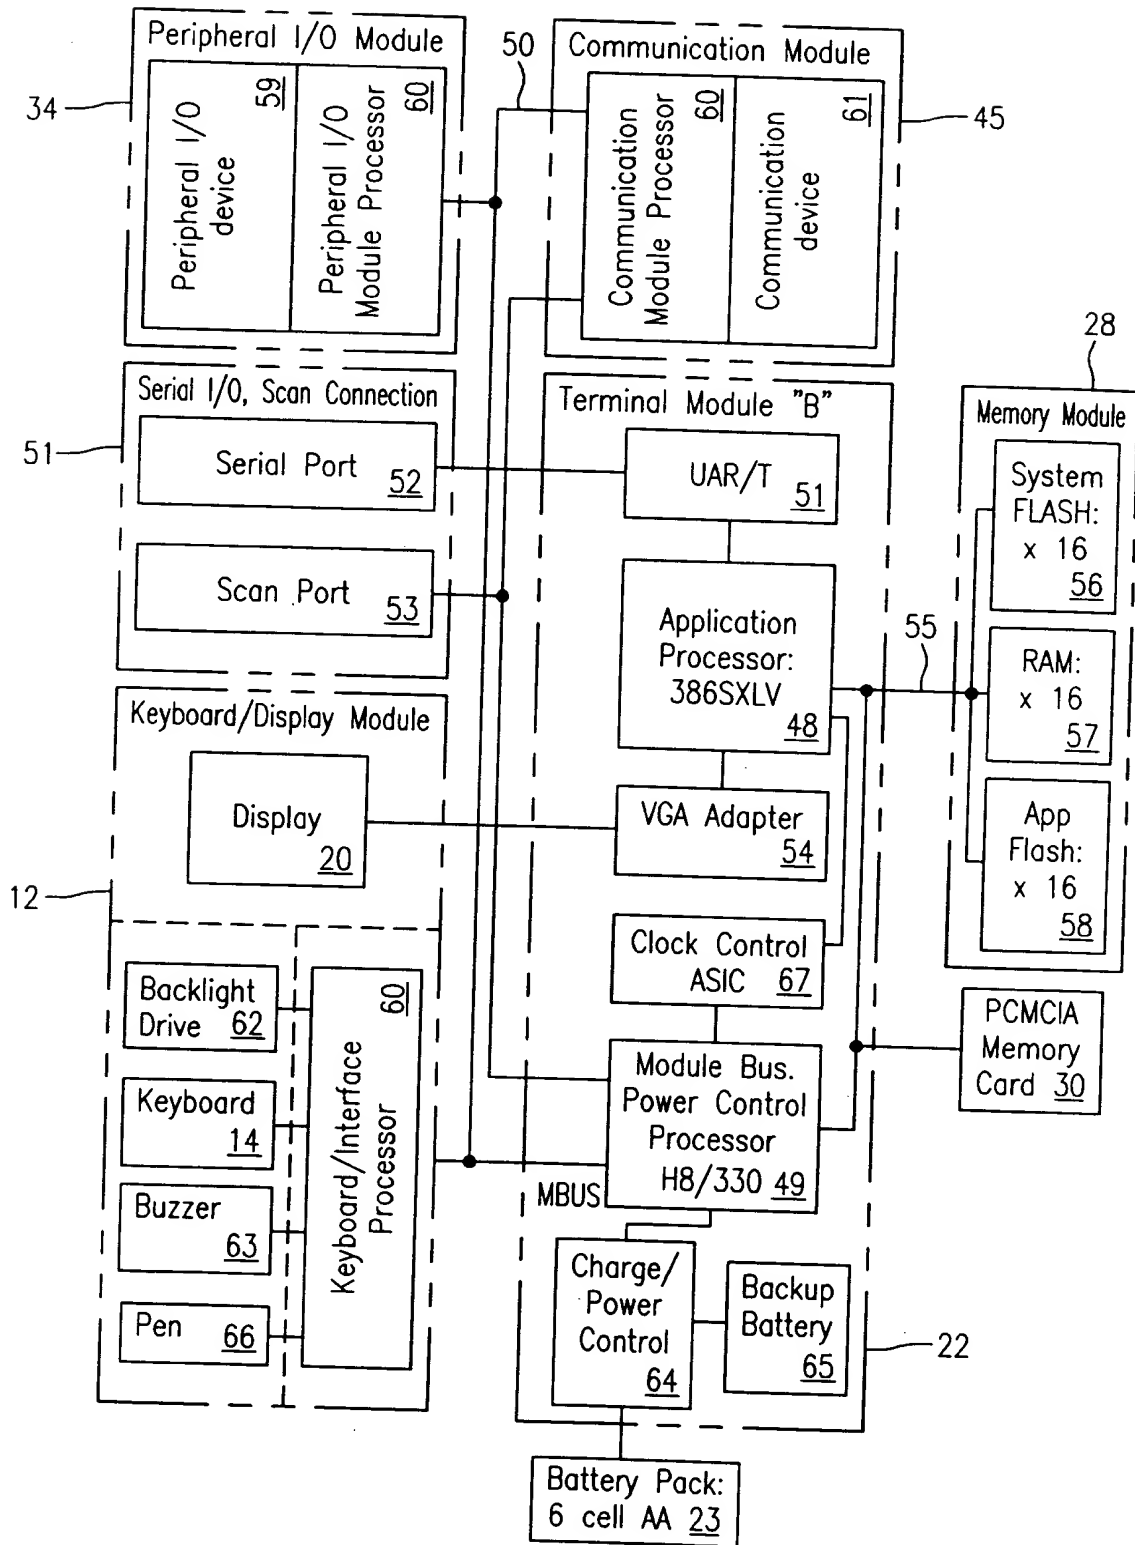 Peripheral I/O Module
34
Peripheral I/O
device
59
Peripheral I/O
Module Processor
60
50
Communication Module
Communication
Module Processor
60
Communication
device
61
45
Serial I/O, Scan Connection
51
Serial Port
52
Scan Port
53
Terminal Module "B"
UAR/T
51
Application
Processor:
386SXLV
48
VGA Adapter
54
Clock Control
ASIC 67
Module Bus.
Power Control
Processor
H8/330 49
MBUS
Charge/
Power
Control
64
Backup
Battery
65
22
Battery Pack:
6 cell AA 23
28
Memory Module
System
FLASH:
x 16
56
55
RAM:
x 16
57
App
Flash:
x 16
58
PCMCIA
Memory
Card 30
Keyboard/Display Module
Display
20
12
Backlight
Drive 62
Keyboard
14
Buzzer
63
Pen
66
Keyboard/Interface
Processor
60